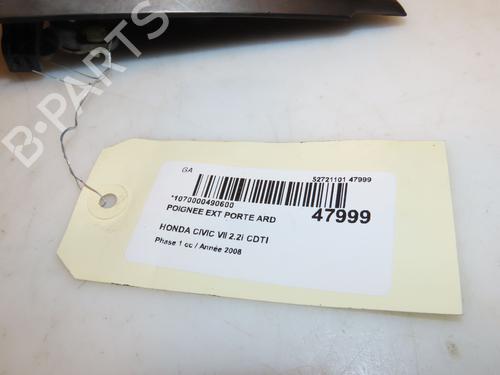 B-PARTS
GA
52721101 47999
*1070000490600
POIGNEE EXT PORTE ARD
47999
HONDA CIVIC VII 2.2i CDTI
Phase 1 cc / Année 2008